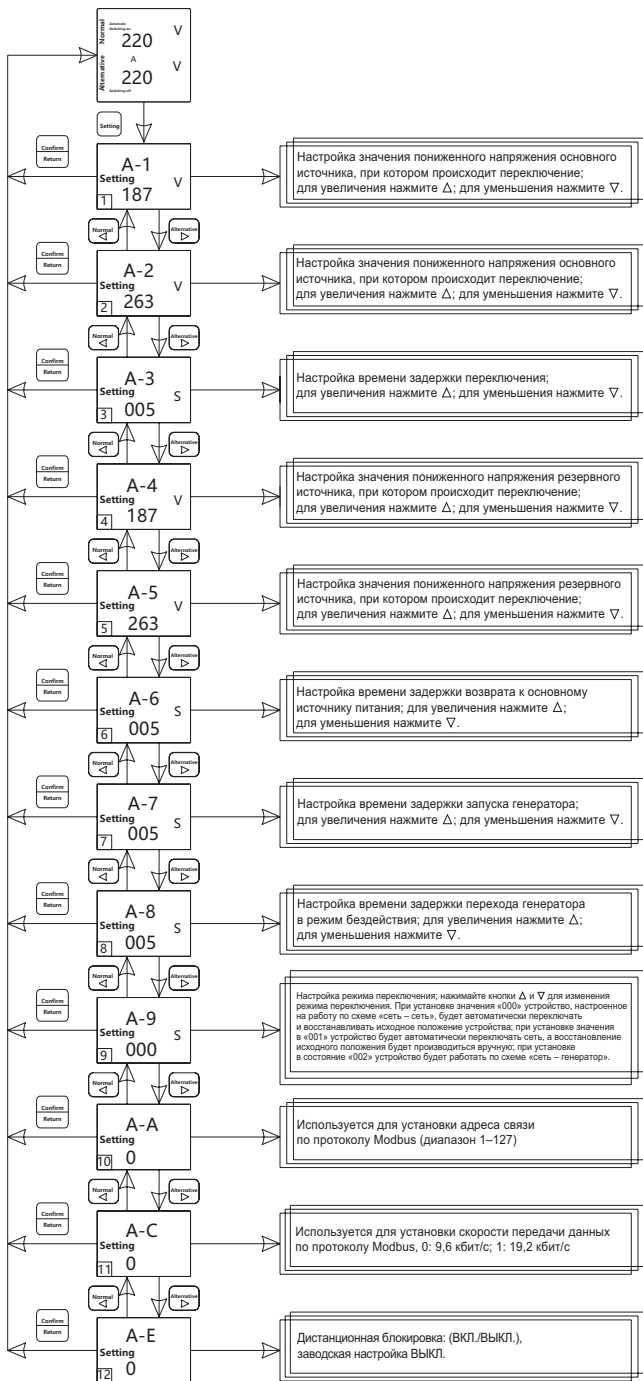 Normal
Automatic
Switching on
220 V
A
Alternative
220 V
Switching off
Setting
Confirm
Return
A-1
Setting
1 187 V
Настройка значения пониженного напряжения основного
источника, при котором происходит переключение;
для увеличения нажмите △; для уменьшения нажмите ▽.
Normal
◁
Alternative
▷
Confirm
Return
A-2
Setting
2 263 V
Настройка значения пониженного напряжения основного
источника, при котором происходит переключение;
для увеличения нажмите △; для уменьшения нажмите ▽.
Normal
◁
Alternative
▷
Confirm
Return
A-3
Setting
3 005 S
Настройка времени задержки переключения;
для увеличения нажмите △; для уменьшения нажмите ▽.
Normal
◁
Alternative
▷
Confirm
Return
A-4
Setting
4 187 V
Настройка значения пониженного напряжения резервного
источника, при котором происходит переключение;
для увеличения нажмите △; для уменьшения нажмите ▽.
Normal
◁
Alternative
▷
Confirm
Return
A-5
Setting
5 263 V
Настройка значения пониженного напряжения резервного
источника, при котором происходит переключение;
для увеличения нажмите △; для уменьшения нажмите ▽.
Normal
◁
Alternative
▷
Confirm
Return
A-6
Setting
6 005 S
Настройка времени задержки возврата к основному
источнику питания; для увеличения нажмите △;
для уменьшения нажмите ▽.
Normal
◁
Alternative
▷
Confirm
Return
A-7
Setting
7 005 S
Настройка времени задержки запуска генератора;
для увеличения нажмите △; для уменьшения нажмите ▽.
Normal
◁
Alternative
▷
Confirm
Return
A-8
Setting
8 005 S
Настройка времени задержки перехода генератора
в режим бездействия; для увеличения нажмите △;
для уменьшения нажмите ▽.
Normal
◁
Alternative
▷
Confirm
Return
A-9
Setting
9 000 S
Настройка режима переключения; нажимайте кнопки △ и ▽ для изменения
режима переключения. При установке значения «000» устройство, настроенное
на работу по схеме «сеть – сеть», будет автоматически переключать
и восстанавливать исходное положение устройства; при установке значения
в «001» устройство будет автоматически переключать сеть, а восстановление
исходного положения будет производиться вручную; при установке
в состояние «002» устройство будет работать по схеме «сеть – генератор».
Normal
◁
Alternative
▷
Confirm
Return
A-A
Setting
10 0
Используется для установки адреса связи
по протоколу Modbus (диапазон 1–127)
Normal
◁
Alternative
▷
Confirm
Return
A-C
Setting
11 0
Используется для установки скорости передачи данных
по протоколу Modbus, 0: 9,6 кбит/с; 1: 19,2 кбит/с
Normal
◁
Alternative
▷
Confirm
Return
A-E
Setting
12 0
Дистанционная блокировка: (ВКЛ./ВЫКЛ.),
заводская настройка ВЫКЛ.